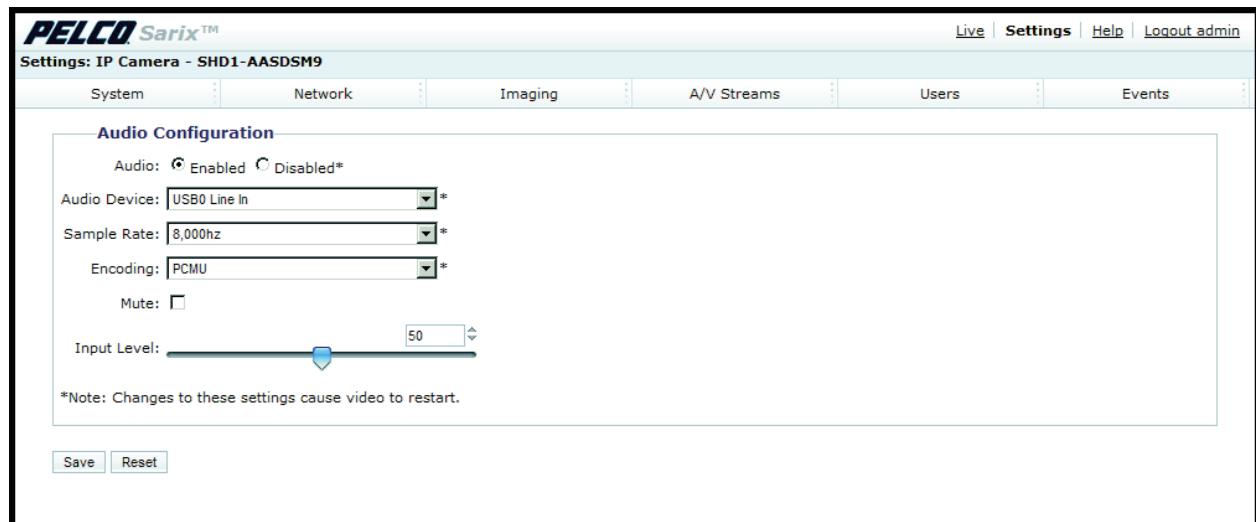 PELCO Sarix™
Live Settings Help Logout admin
Settings: IP Camera - SHD1-AASDSM9
System Network Imaging A/V Streams Users Events
Audio Configuration
Audio: Enabled Disabled*
Audio Device: USB0 Line In *
Sample Rate: 8,000hz *
Encoding: PCMU *
Mute:
50
Input Level:
*Note: Changes to these settings cause video to restart.
Save Reset